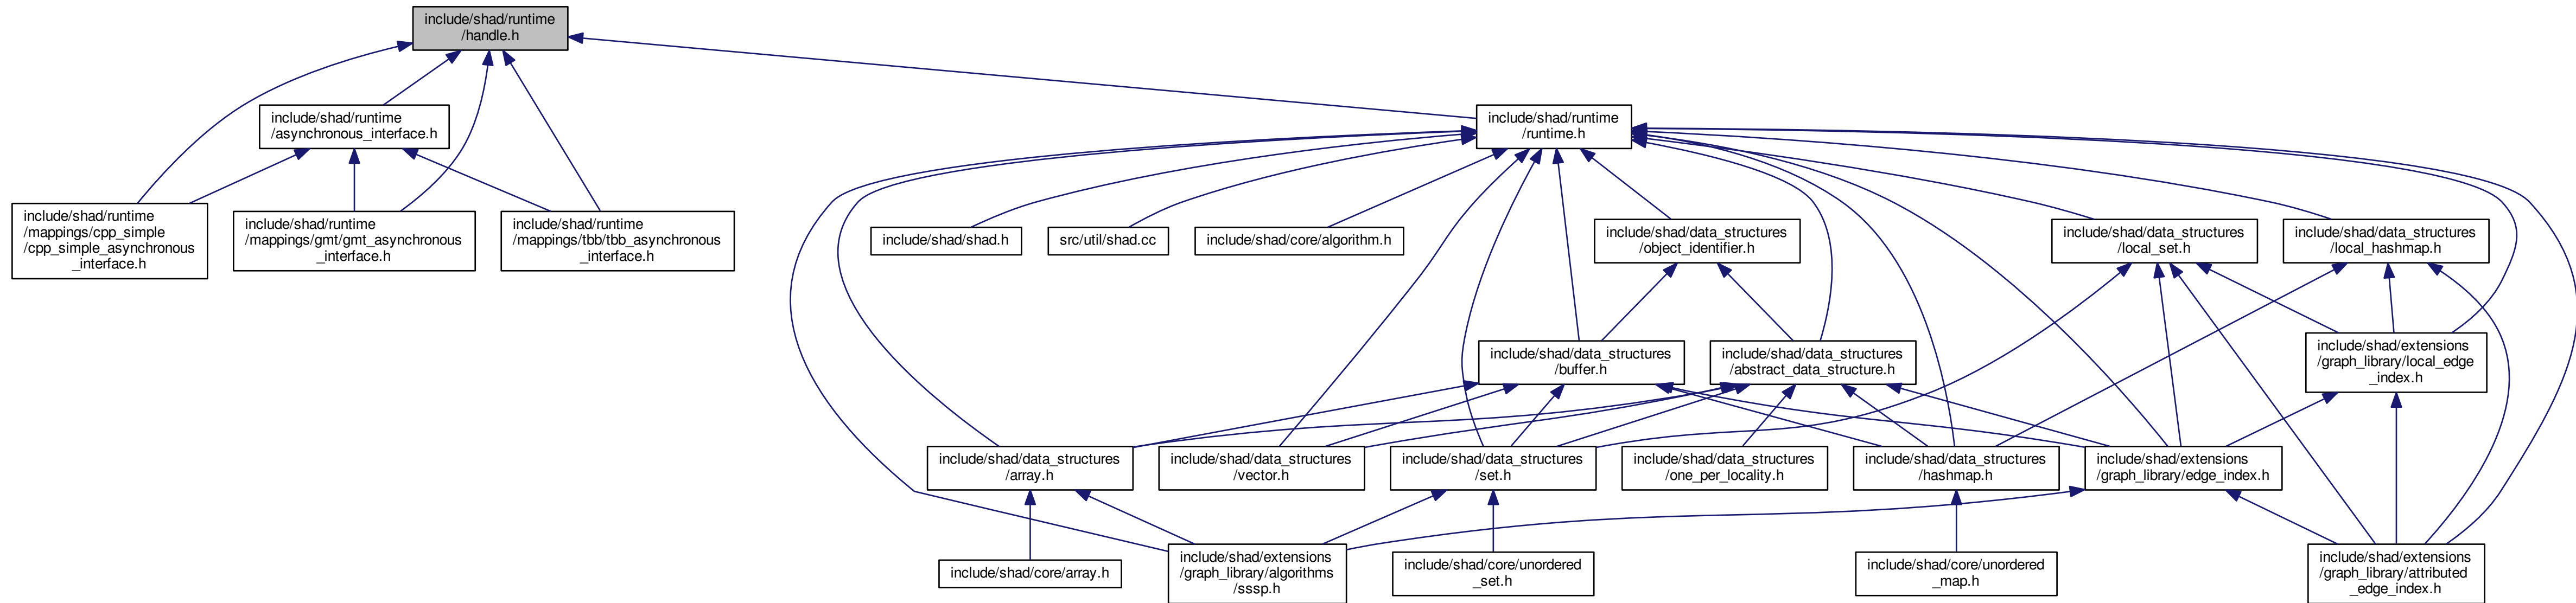 include/shad/runtime
/handle.h
include/shad/runtime
/asynchronous_interface.h
include/shad/runtime
/runtime.h
include/shad/runtime
/mappings/cpp_simple
/cpp_simple_asynchronous
_interface.h
include/shad/runtime
/mappings/gmt/gmt_asynchronous
_interface.h
include/shad/runtime
/mappings/tbb/tbb_asynchronous
_interface.h
include/shad/shad.h
src/util/shad.cc
include/shad/core/algorithm.h
include/shad/data_structures
/object_identifier.h
include/shad/data_structures
/local_set.h
include/shad/data_structures
/local_hashmap.h
include/shad/data_structures
/buffer.h
include/shad/data_structures
/abstract_data_structure.h
include/shad/extensions
/graph_library/local_edge
_index.h
include/shad/data_structures
/array.h
include/shad/data_structures
/vector.h
include/shad/data_structures
/set.h
include/shad/data_structures
/one_per_locality.h
include/shad/data_structures
/hashmap.h
include/shad/extensions
/graph_library/edge_index.h
include/shad/core/array.h
include/shad/extensions
/graph_library/algorithms
/sssp.h
include/shad/core/unordered
_set.h
include/shad/core/unordered
_map.h
include/shad/extensions
/graph_library/attributed
_edge_index.h